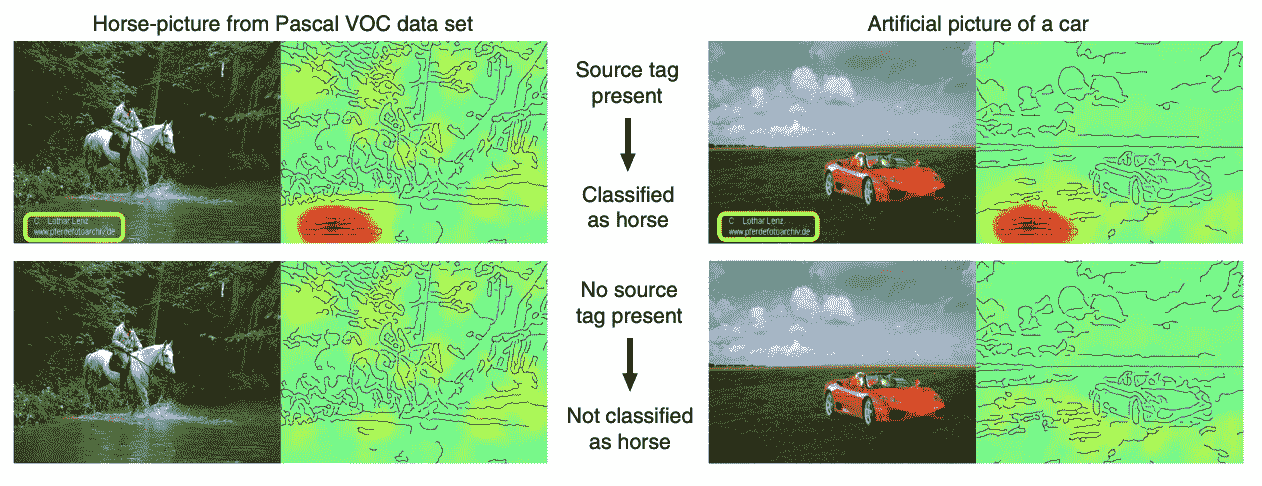 Horse-picture from Pascal VOC data set
Artificial picture of a car
Source tag
present
Classified
as horse
C Lothar Lenz
www.pferdefotoarchiv.de
C Lothar Lenz
www.pferdefotoarchiv.de
No source
tag present
Not classified
as horse